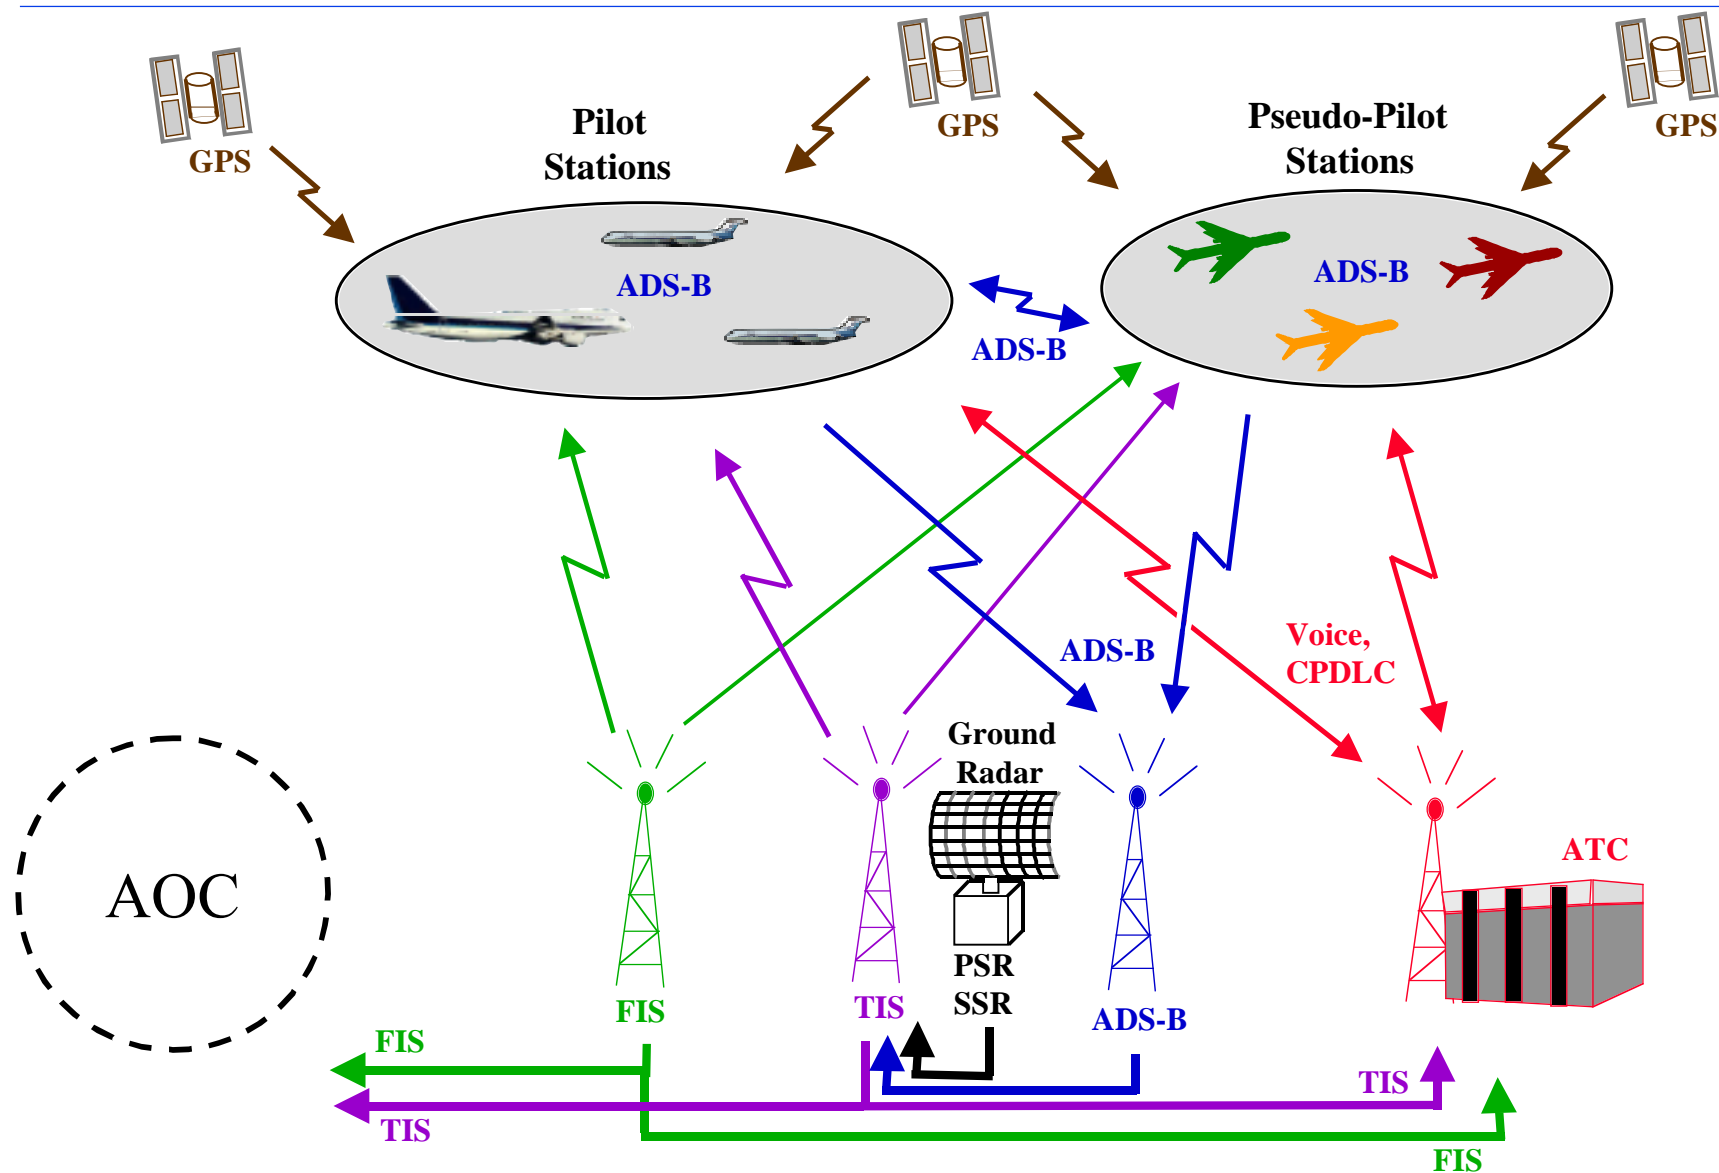 GPS
GPS
GPS
Pilot
Stations
Pseudo-Pilot
Stations
ADS-B
ADS-B
ADS-B
ADS-B
Voice,
CPDLC
Ground
Radar
ATC
AOC
PSR
SSR
FIS
TIS
ADS-B
FIS
TIS
TIS
FIS